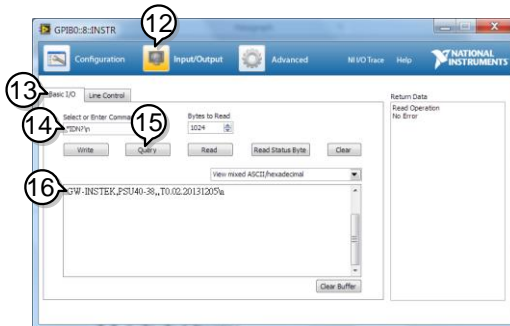 GPIB0::8::INSTR
12
Configuration
Input/Output
Advanced
NI I/O Trace
Help
NATIONAL
INSTRUMENTS
13
Basic I/O
Line Control
Return Data
Read Operation
No Error
14
Select or Enter Comma
15
Bytes to Read
*IDN?\n
1024
Write
Query
Read
Read Status Byte
Clear
View mixed ASCII/hexadecimal
16
GW-INSTEK,PSU40-38,,T0.02.20131205\n
Clear Buffer